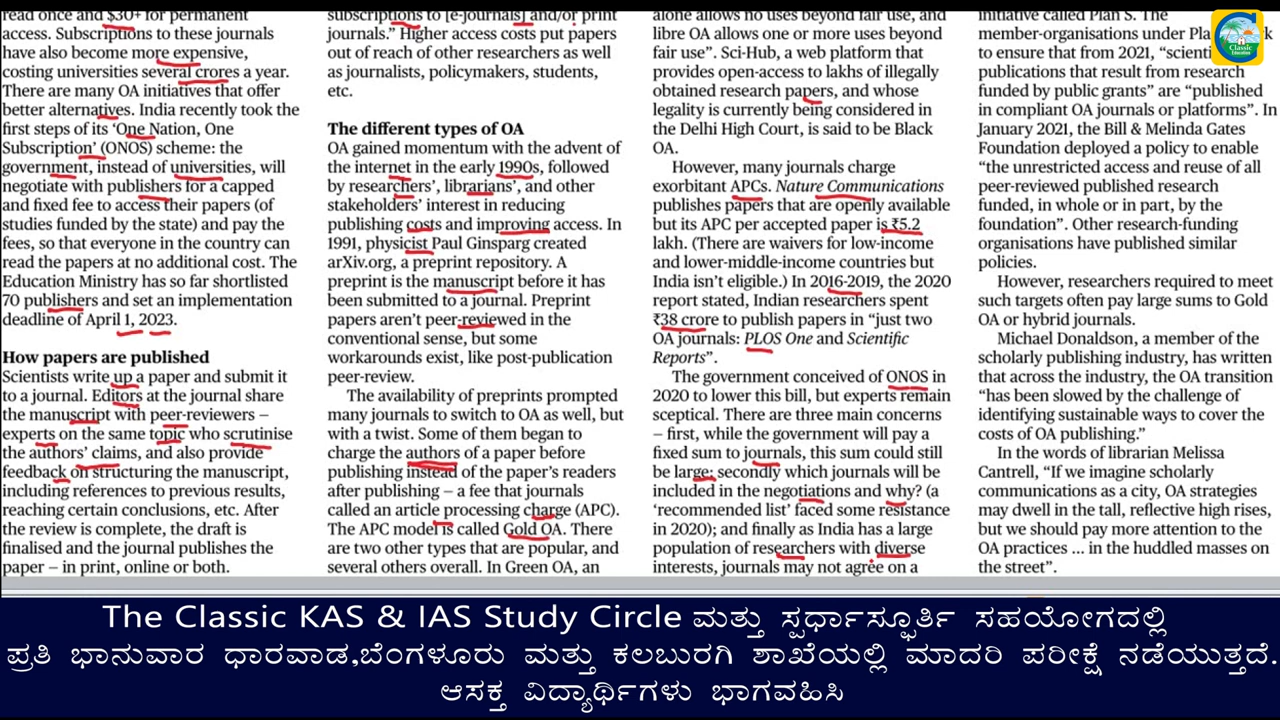 read once and $30+ for permanent
access. Subscriptions to these journals
have also become more expensive,
costing universities several crores a year.
There are many OA initiatives that offer
better alternatives. India recently took the
first steps of its ‘One Nation, One
Subscription’ (ONOS) scheme: the
government, instead of universities, will
negotiate with publishers for a capped
and fixed fee to access their papers (of
studies funded by the state) and pay the
fees, so that everyone in the country can
read the papers at no additional cost. The
Education Ministry has so far shortlisted
70 publishers and set an implementation
deadline of April 1, 2023.
How papers are published
Scientists write up a paper and submit it
to a journal. Editors at the journal share
the manuscript with peer-reviewers –
experts on the same topic who scrutinise
the authors’ claims, and also provide
feedback on structuring the manuscript,
including references to previous results,
reaching certain conclusions, etc. After
the review is complete, the draft is
finalised and the journal publishes the
paper – in print, online or both.
subscriptions to [e-journals] and/or print
journals.” Higher access costs put papers
out of reach of other researchers as well
as journalists, policymakers, students,
etc.
The different types of OA
OA gained momentum with the advent of
the internet in the early 1990s, followed
by researchers’, librarians’, and other
stakeholders’ interest in reducing
publishing costs and improving access. In
1991, physicist Paul Ginsparg created
arXiv.org, a preprint repository. A
preprint is the manuscript before it has
been submitted to a journal. Preprint
papers aren’t peer-reviewed in the
conventional sense, but some
workarounds exist, like post-publication
peer-review.
The availability of preprints prompted
many journals to switch to OA as well, but
with a twist. Some of them began to
charge the authors of a paper before
publishing instead of the paper’s readers
after publishing – a fee that journals
called an article processing charge (APC).
The APC model is called Gold OA. There
are two other types that are popular, and
several others overall. In Green OA, an
alone allows no uses beyond fair use, and
libre OA allows one or more uses beyond
fair use”. Sci-Hub, a web platform that
provides open-access to lakhs of illegally
obtained research papers, and whose
legality is currently being considered in
the Delhi High Court, is said to be Black
OA.
However, many journals charge
exorbitant APCs. Nature Communications
publishes papers that are openly available
but its APC per accepted paper is ₹5.2
lakh. (There are waivers for low-income
and lower-middle-income countries but
India isn’t eligible.) In 2016-2019, the 2020
report stated, Indian researchers spent
₹38 crore to publish papers in “just two
OA journals: PLOS One and Scientific
Reports”.
The government conceived of ONOS in
2020 to lower this bill, but experts remain
sceptical. There are three main concerns
– first, while the government will pay a
fixed sum to journals, this sum could still
be large; secondly which journals will be
included in the negotiations and why? (a
‘recommended list’ faced some resistance
in 2020); and finally as India has a large
population of researchers with diverse
interests, journals may not agree on a
initiative called Plan S. The
member-organisations under
to ensure that from 2021,
publications that result from research
funded by public grants” are “published
in compliant OA journals or platforms”. In
January 2021, the Bill & Melinda Gates
Foundation deployed a policy to enable
“the unrestricted access and reuse of all
peer-reviewed published research
funded, in whole or in part, by the
foundation”. Other research-funding
organisations have published similar
policies.
However, researchers required to meet
such targets often pay large sums to Gold
OA or hybrid journals.
Michael Donaldson, a member of the
scholarly publishing industry, has written
that across the industry, the OA transition
“has been slowed by the challenge of
identifying sustainable ways to cover the
costs of OA publishing.”
In the words of librarian Melissa
Cantrell, “If we imagine scholarly
communications as a city, OA strategies
may dwell in the tall, reflective high rises,
but we should pay more attention to the
OA practices ... in the huddled masses on
the street”.
Classic
Education
The Classic KAS & IAS Study Circle ಮತ್ತು ಸ್ಪರ್ಧಾಸ್ಫೂರ್ತಿ ಸಹಯೋಗದಲ್ಲಿ
ಪ್ರತಿ ಭಾನುವಾರ ಧಾರವಾಡ,ಬೆಂಗಳೂರು ಮತ್ತು ಕಲಬುರಗಿ ಶಾಖೆಯಲ್ಲಿ ಮಾದರಿ ಪರೀಕ್ಷೆ ನಡೆಯುತ್ತದೆ.
ಆಸಕ್ತ ವಿದ್ಯಾರ್ಥಿಗಳು ಭಾಗವಹಿಸಿ